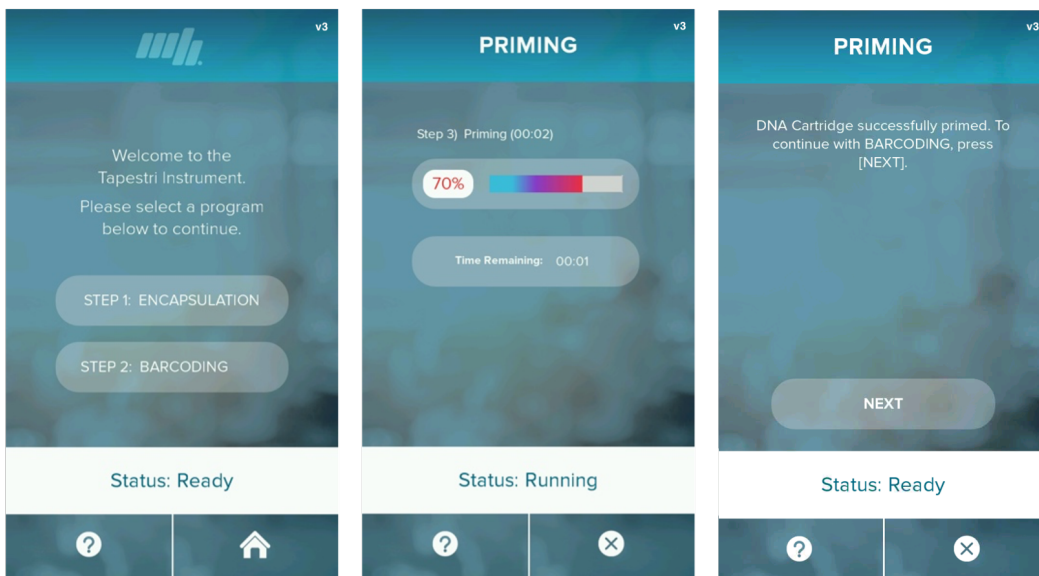 v3
Welcome to the
Tapestri Instrument.
Please select a program
below to continue.
STEP 1: ENCAPSULATION
STEP 2: BARCODING
Status: Ready
?
v3
PRIMING
Step 3) Priming (00:02)
70%
Time Remaining: 00:01
Status: Running
?
v3
PRIMING
DNA Cartridge successfully primed. To
continue with BARCODING, press
[NEXT].
NEXT
Status: Ready
?